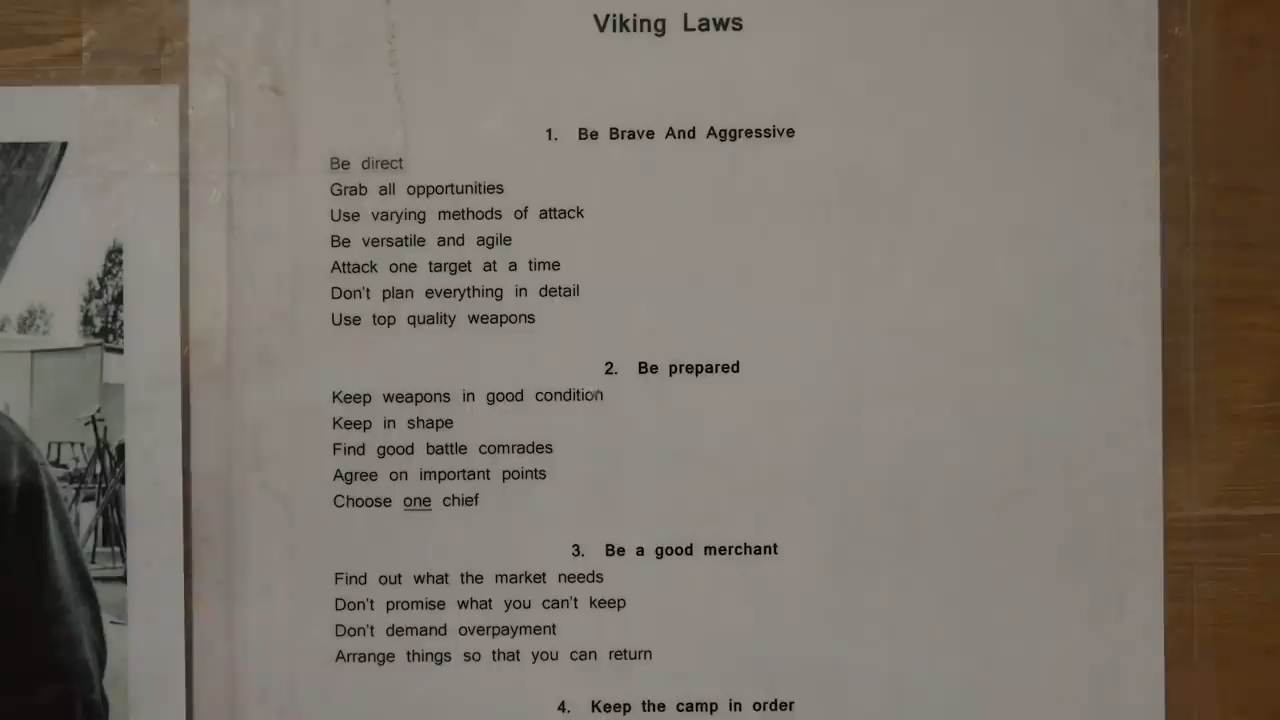 Viking Laws
1. Be Brave And Aggressive
Be direct
Grab all opportunities
Use varying methods of attack
Be versatile and agile
Attack one target at a time
Don't plan everything in detail
Use top quality weapons
2. Be prepared
Keep weapons in good condition
Keep in shape
Find good battle comrades
Agree on important points
Choose one chief
3. Be a good merchant
Find out what the market needs
Don't promise what you can't keep
Don't demand overpayment
Arrange things so that you can return
4. Keep the camp in order